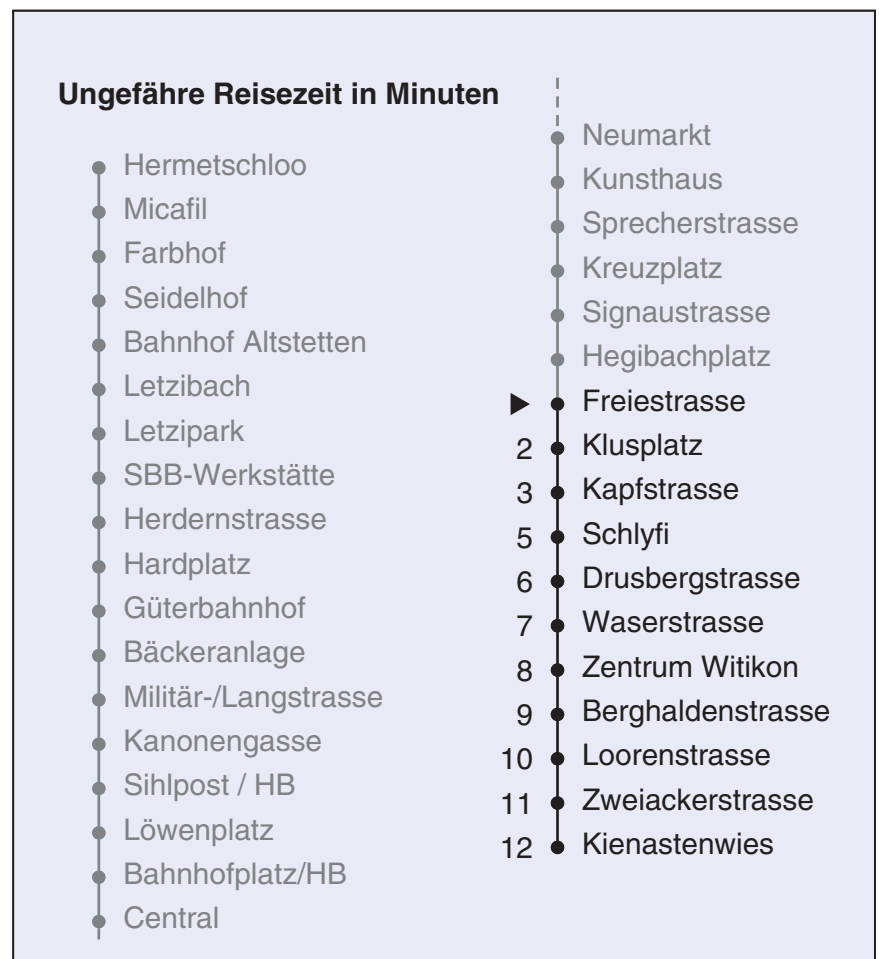 Ungefähre Reisezeit in Minuten
Hermetschloo
Micafil
Farbhof
Seidelhof
Bahnhof Altstetten
Letzibach
Letzipark
SBB-Werkstätte
Herdernstrasse
Hardplatz
Güterbahnhof
Bäckeranlage
Militär-/Langstrasse
Kanonengasse
Sihlpost / HB
Löwenplatz
Bahnhofplatz/HB
Central
Neumarkt
Kunsthaus
Sprecherstrasse
Kreuzplatz
Signaustrasse
Hegibachplatz
Freiestrasse
2 Klusplatz
3 Kapfstrasse
5 Schlyfi
6 Drusbergstrasse
7 Waserstrasse
8 Zentrum Witikon
9 Berghaldenstrasse
10 Loorenstrasse
11 Zweiackerstrasse
12 Kienastenwies